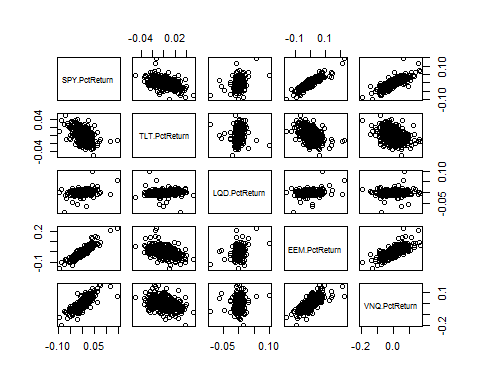 -0.04 0.02 -0.1 0.1
SPY.PctReturn -0.10 0.10
-0.04 0.04 TLT.PctReturn
LQD.PctReturn -0.05 0.10
-0.1 0.2 EEM.PctReturn
VNQ.PctReturn -0.2 0.1
-0.10 0.05 -0.05 0.10 -0.2 0.0